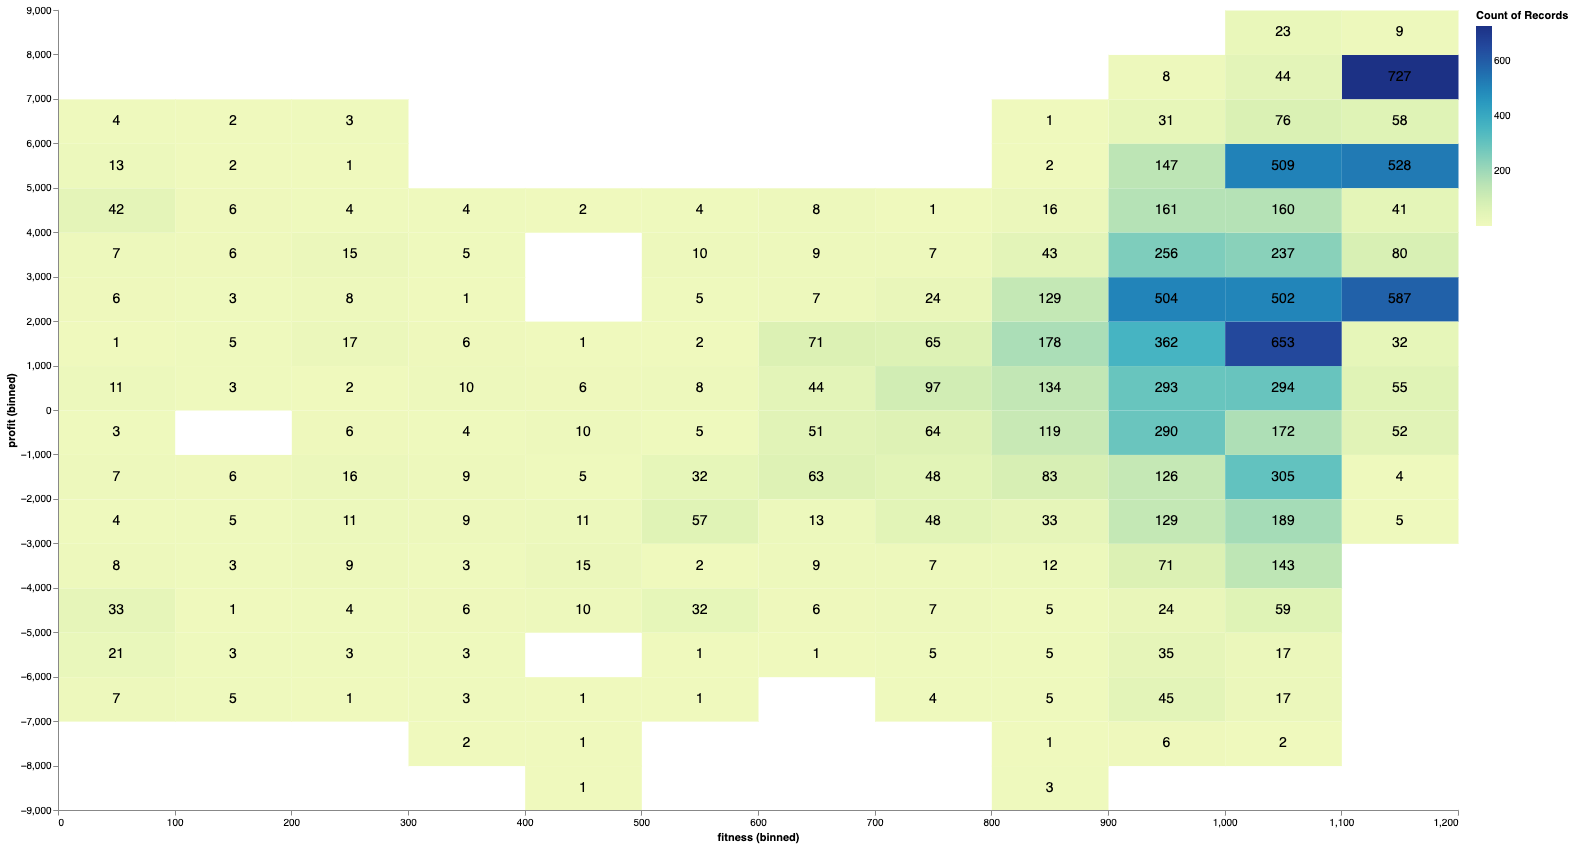 Count of Records
600
400
200
9,000
23 9
8,000
8 44 727
7,000
4 2 3 1 31 76 58
6,000
13 2 1 2 147 509 528
5,000
42 6 4 4 2 4 8 1 16 161 160 41
4,000
7 6 15 5 10 9 7 43 256 237 80
3,000
6 3 8 1 5 7 24 129 504 502 587
2,000
1 5 17 6 1 2 71 65 178 362 653 32
1,000
11 3 2 10 6 8 44 97 134 293 294 55
0
3 6 4 10 5 51 64 119 290 172 52
−1,000
7 6 16 9 5 32 63 48 83 126 305 4
−2,000
4 5 11 9 11 57 13 48 33 129 189 5
−3,000
8 3 9 3 15 2 9 7 12 71 143
−4,000
33 1 4 6 10 32 6 7 5 24 59
−5,000
21 3 3 3 1 1 5 5 35 17
−6,000
7 5 1 3 1 1 4 5 45 17
−7,000
2 1 1 6 2
−8,000
1 3
−9,000
0 100 200 300 400 500 600 700 800 900 1,000 1,100 1,200
fitness (binned)
profit (binned)